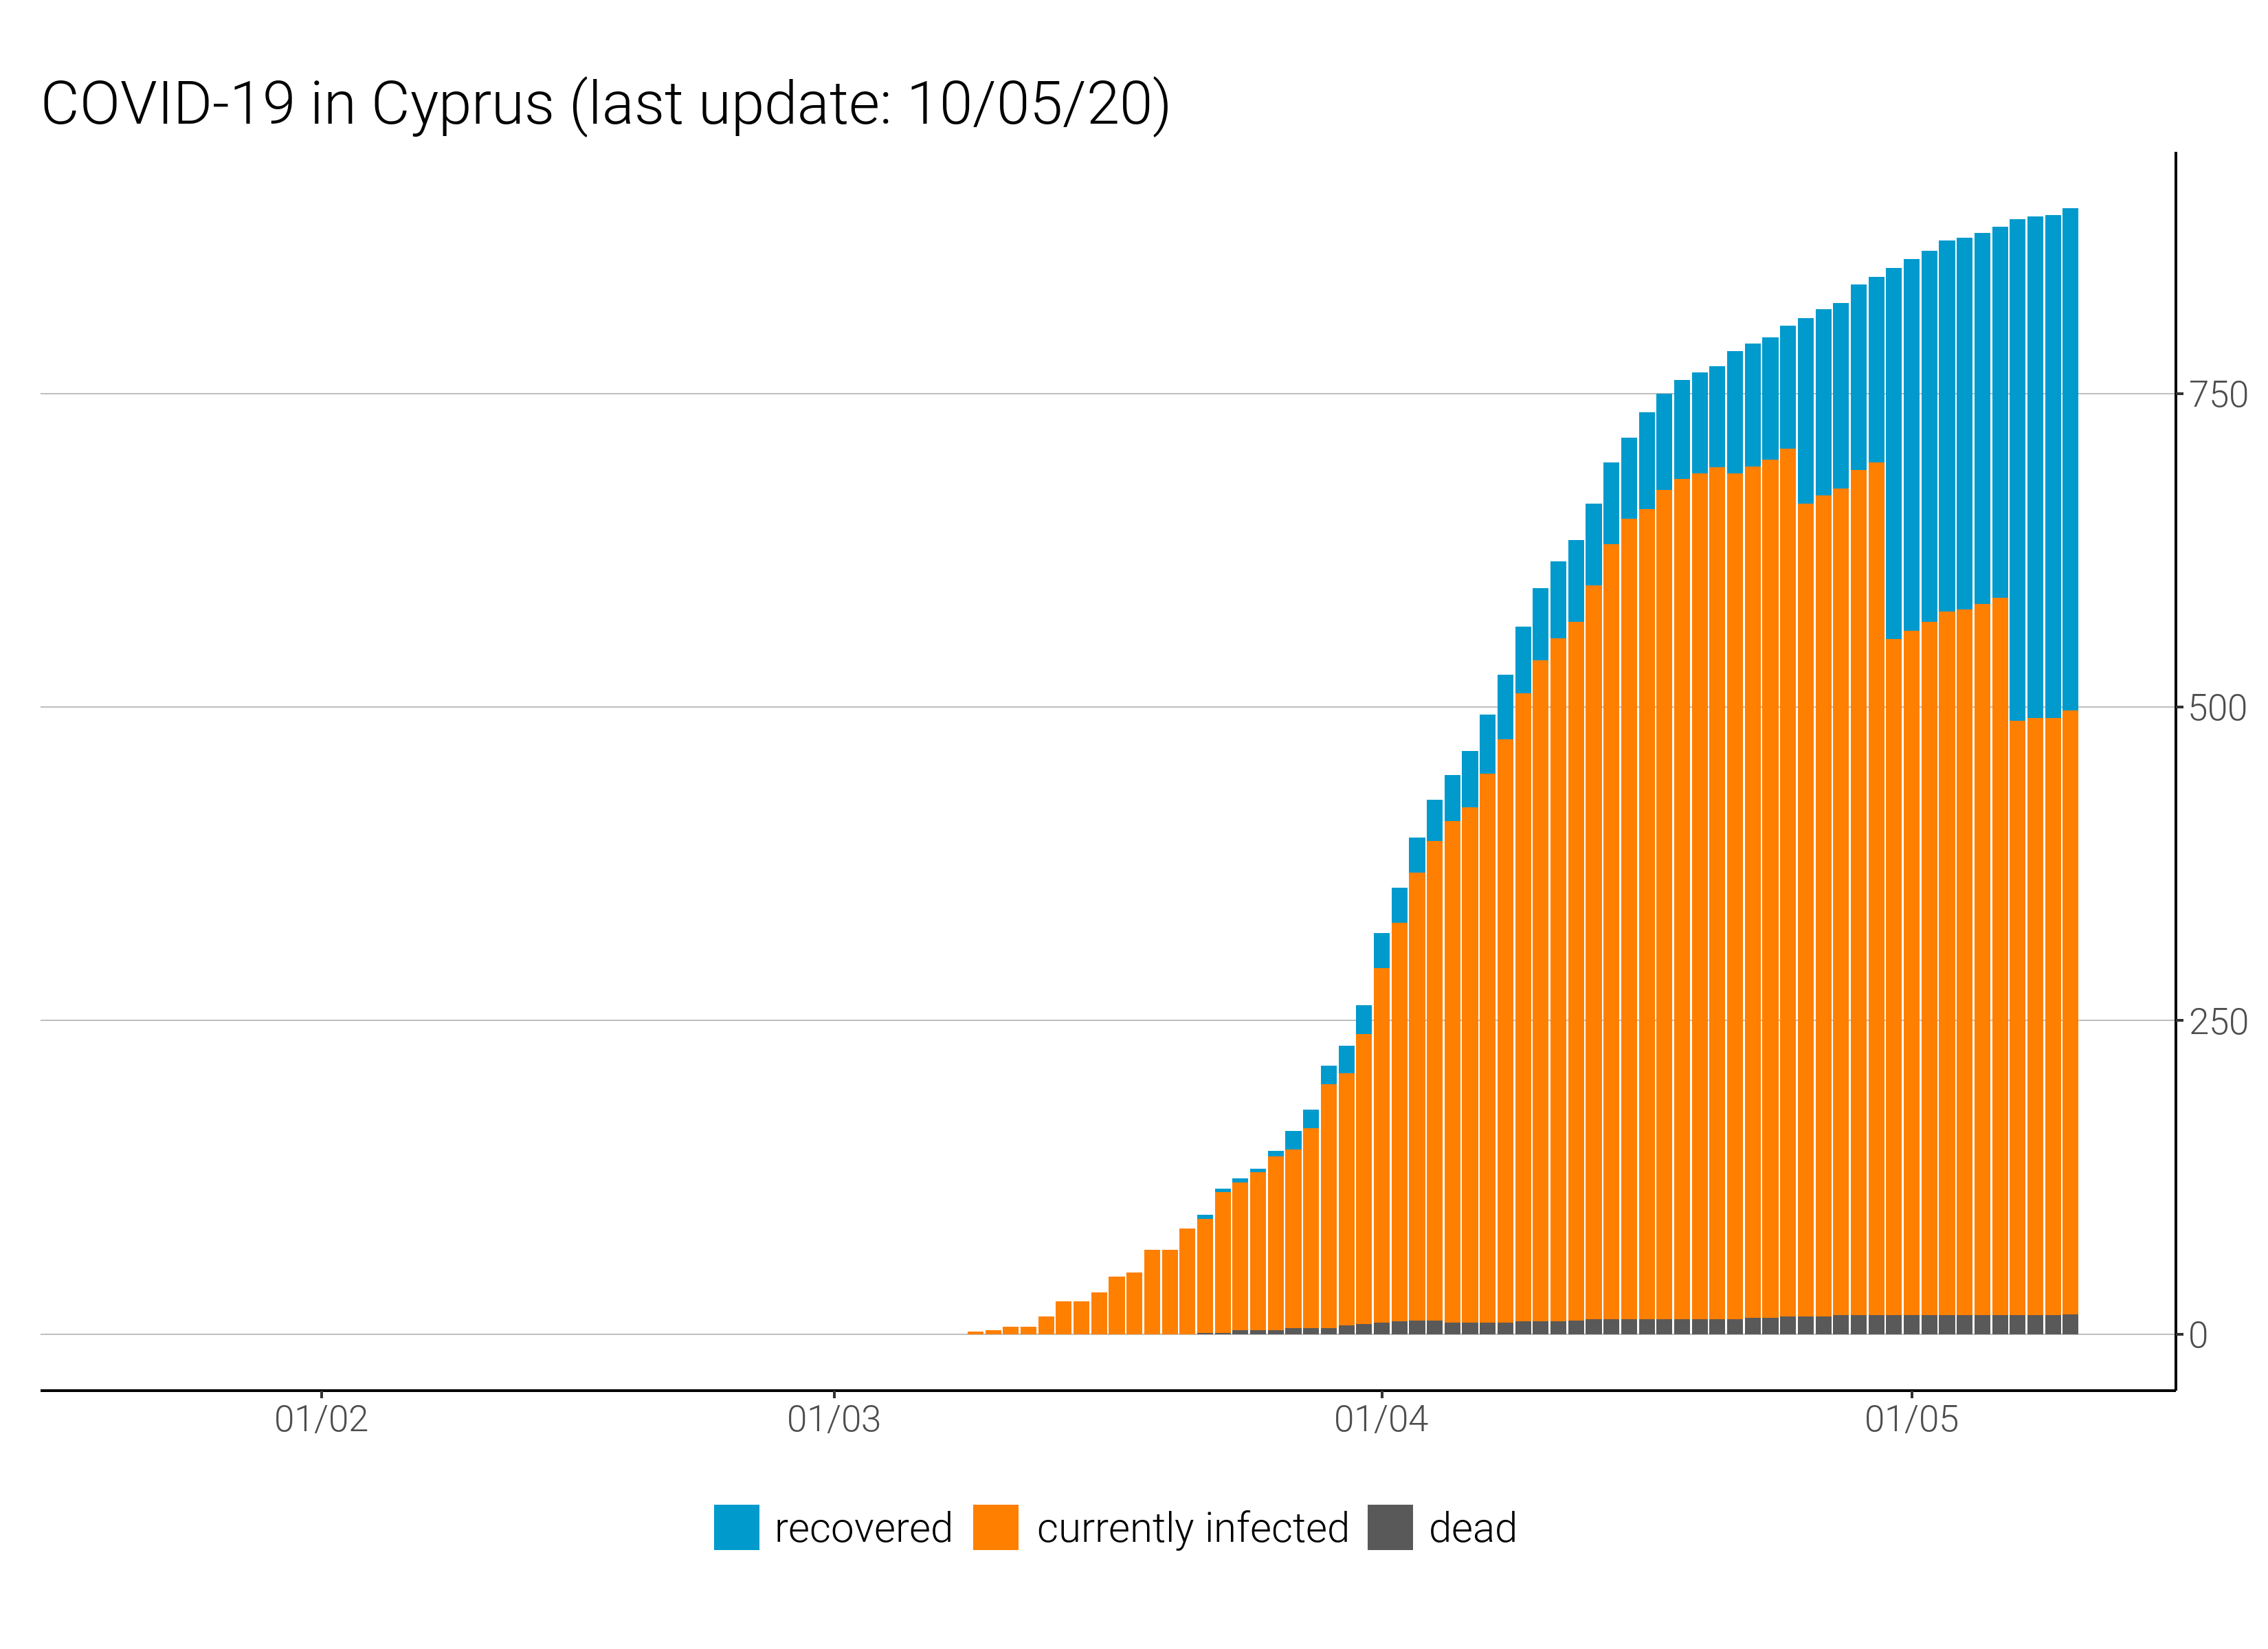 COVID-19 in Cyprus (last update: 10/05/20)
750
500
250
0
01/02 01/03 01/04 01/05
recovered currently infected dead